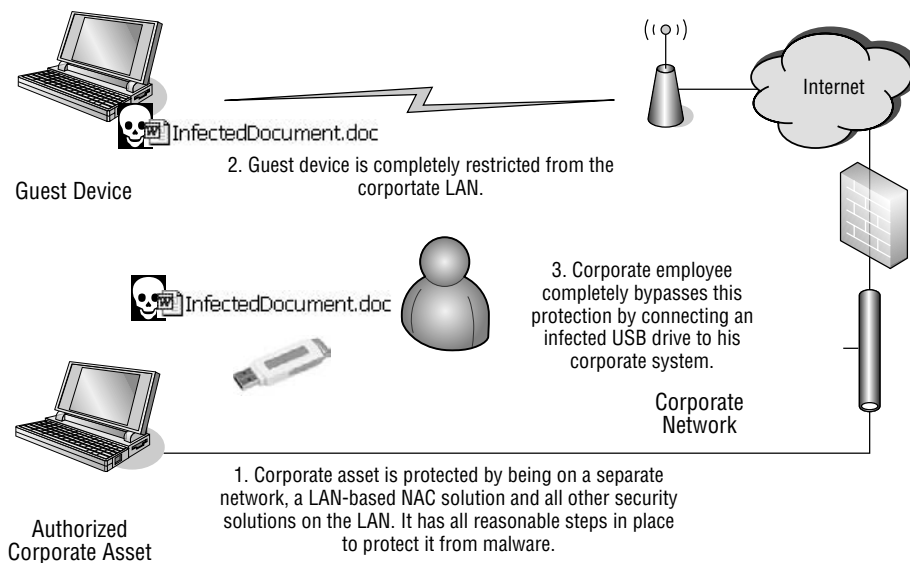 Internet
InfectedDocument.doc
2. Guest device is completely restricted from the
corportate LAN.
Guest Device
InfectedDocument.doc
3. Corporate employee
completely bypasses this
protection by connecting an
infected USB drive to his
corporate system.
Corporate
Network
1. Corporate asset is protected by being on a separate
network, a LAN-based NAC solution and all other security
solutions on the LAN. It has all reasonable steps in place
to protect it from malware.
Authorized
Corporate Asset